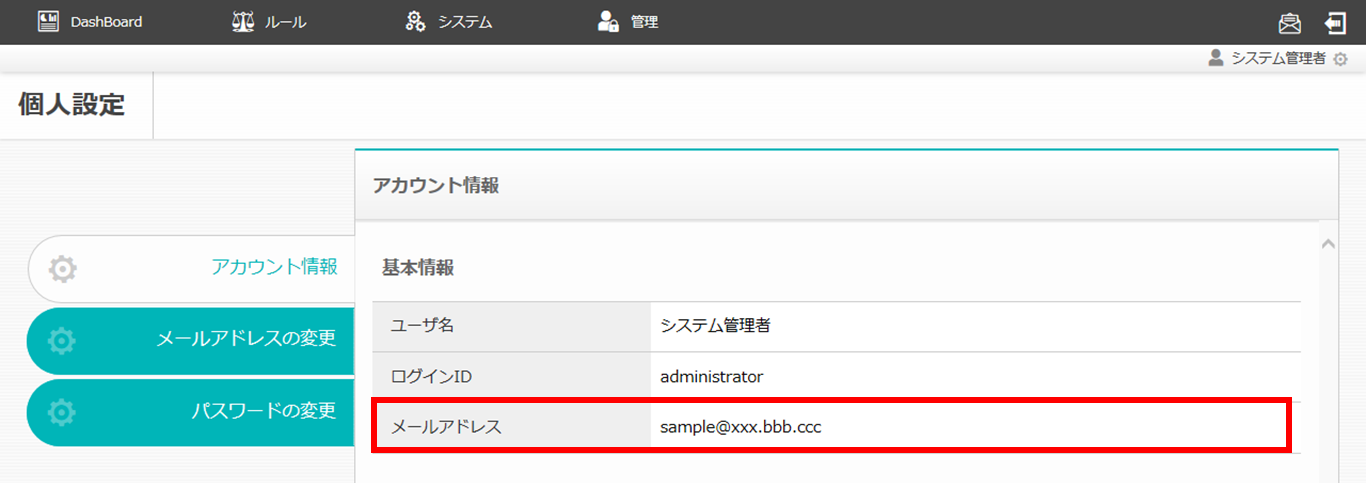 DashBoard ルール システム 管理
システム管理者
個人設定
アカウント情報
アカウント情報
メールアドレスの変更
パスワードの変更
基本情報
ユーザ名 システム管理者
ログインID administrator
メールアドレス sample@xxx.bbb.ccc